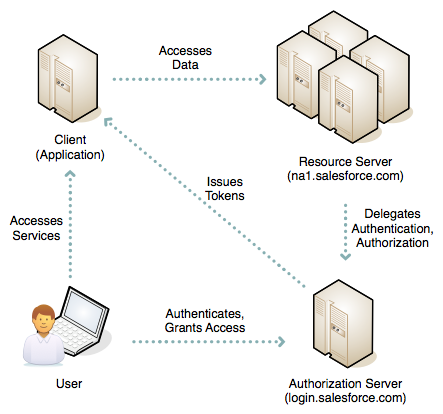 Accesses
Data
Client
(Application)
Resource Server
(na1.salesforce.com)
Issues
Tokens
Accesses
Services
Delegates
Authentication,
Authorization
Authenticates,
Grants Access
User
Authorization Server
(login.salesforce.com)